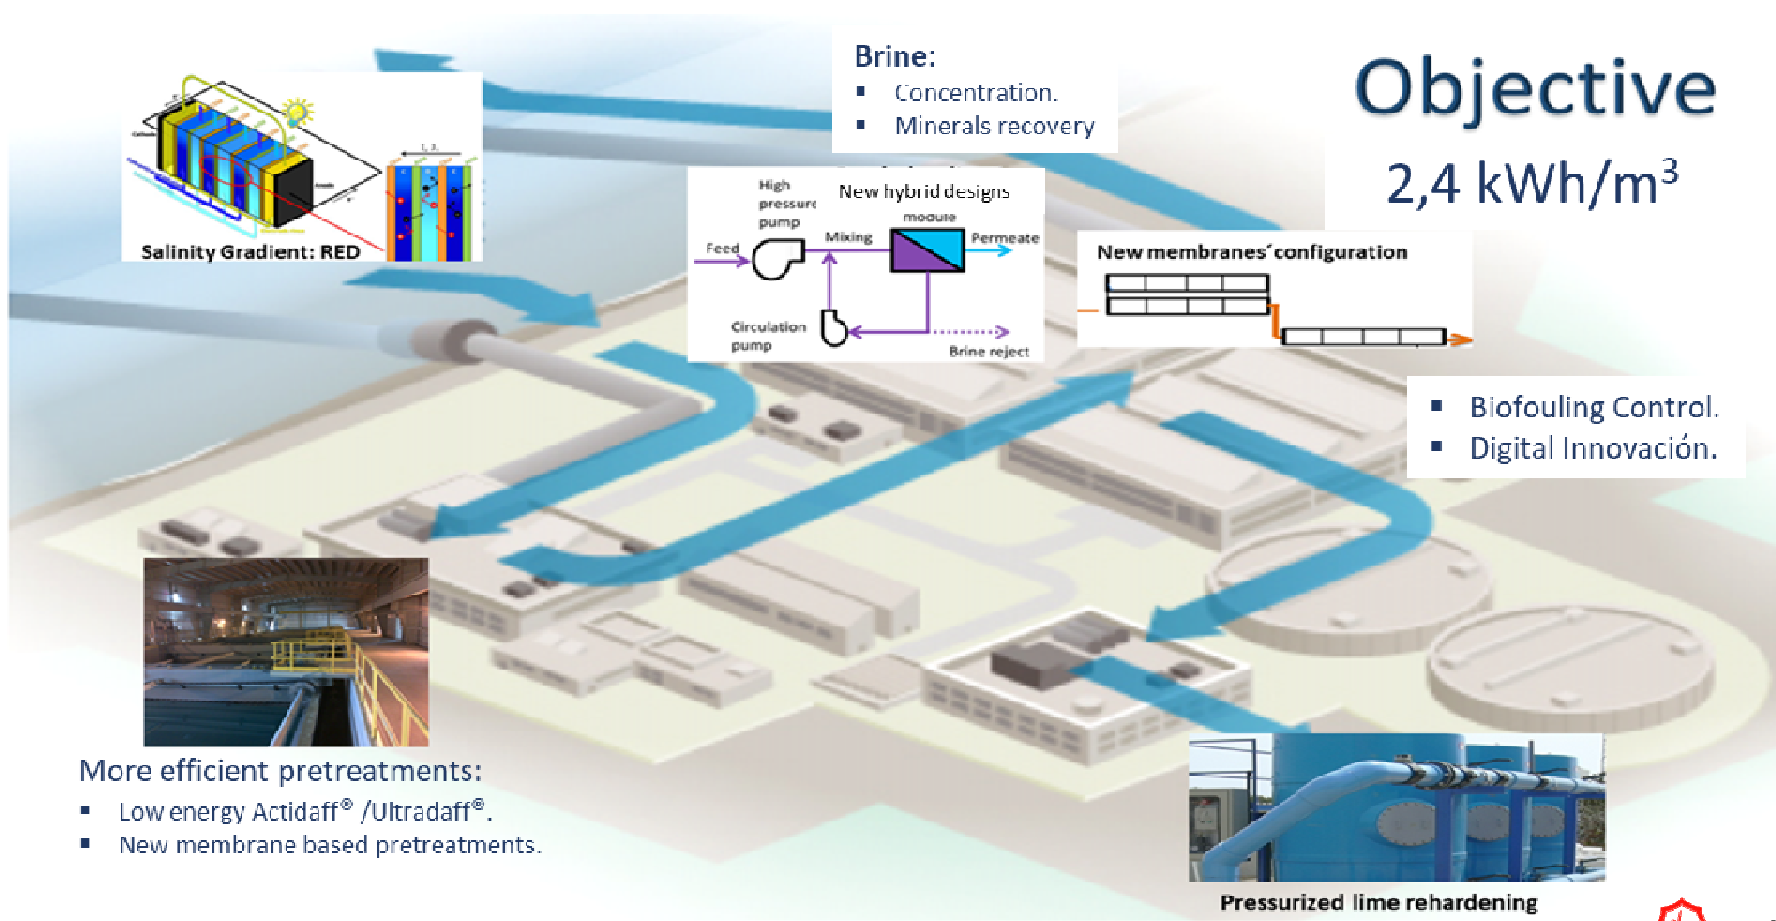 Brine:
▪ Concentration.
▪ Minerals recovery
Objective
2,4 kWh/m³
Salinity Gradient: RED
New hybrid designs
High
pressure
pump
module
Feed
Mixing
Permeate
Circulation
pump
Brine reject
New membranes´ configuration
▪ Biofouling Control.
▪ Digital Innovación.
More efficient pretreatments:
▪ Low energy Actidaff® /Ultradaff®.
▪ New membrane based pretreatments.
Pressurized lime rehardening